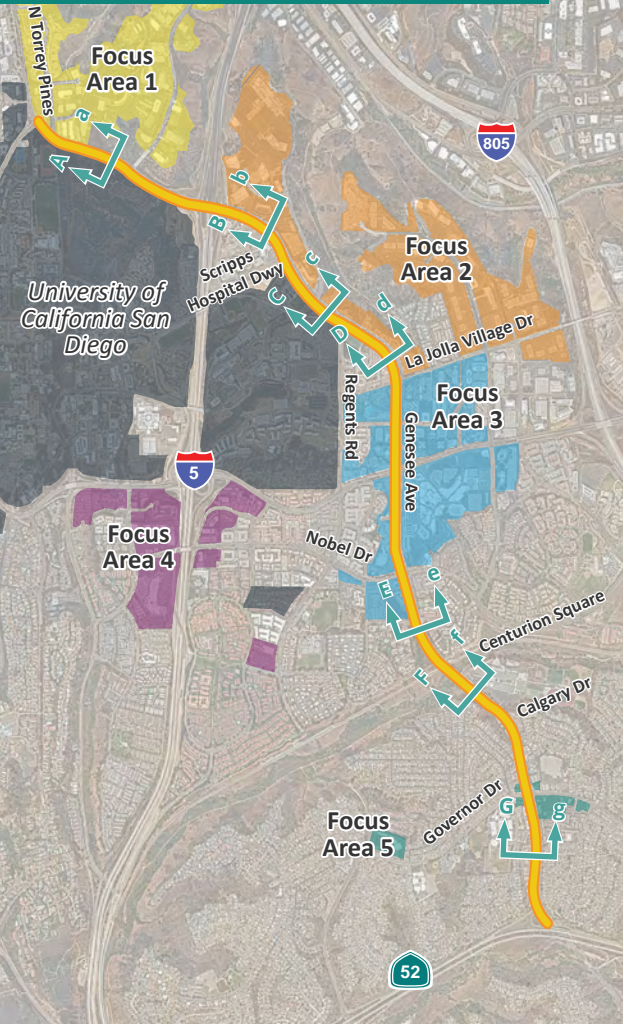 N Torrey Pines
Focus
Area 1
a
A
805
b
B
Scripps
Hospital Dwy
c
C
Focus
Area 2
d
D
University of
California San
Diego
La Jolla Village Dr
Regents Rd
Focus
Area 3
Genesee Ave
5
Focus
Area 4
Nobel Dr
E
e
Centurion Square
f
F
Calgary Dr
Governor Dr
G
g
Focus
Area 5
52